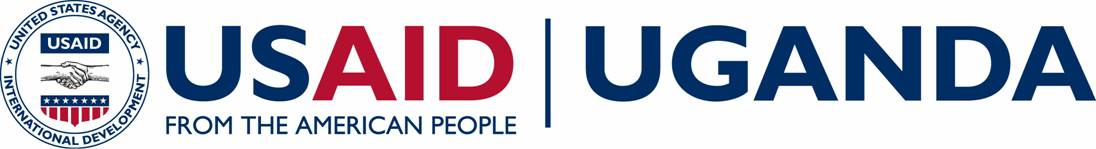 UNITED STATES AGENCY
USAID
INTERNATIONAL DEVELOPMENT
USAID
FROM THE AMERICAN PEOPLE
UGANDA